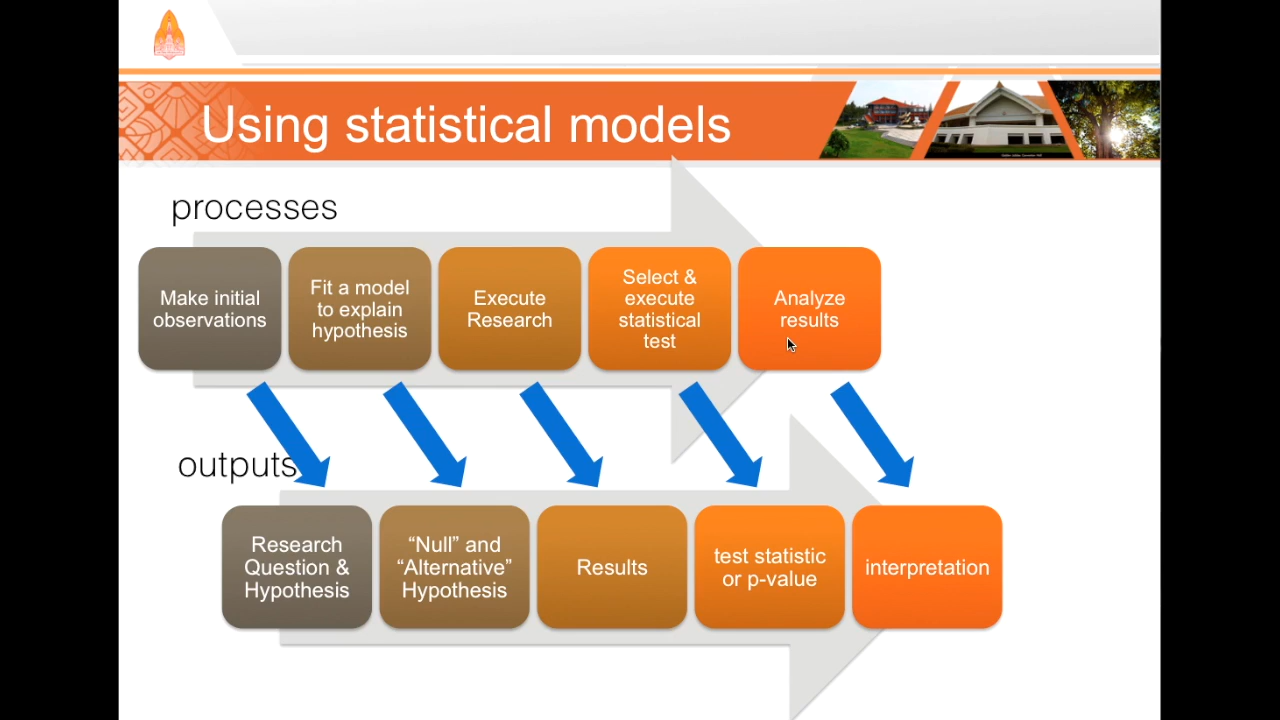 Using statistical models
processes
Make initial
observations
Fit a model
to explain
hypothesis
Execute
Research
Select &
execute
statistical
test
Analyze
results
outputs
Research
Question &
Hypothesis
“Null” and
“Alternative”
Hypothesis
Results
test statistic
or p-value
interpretation